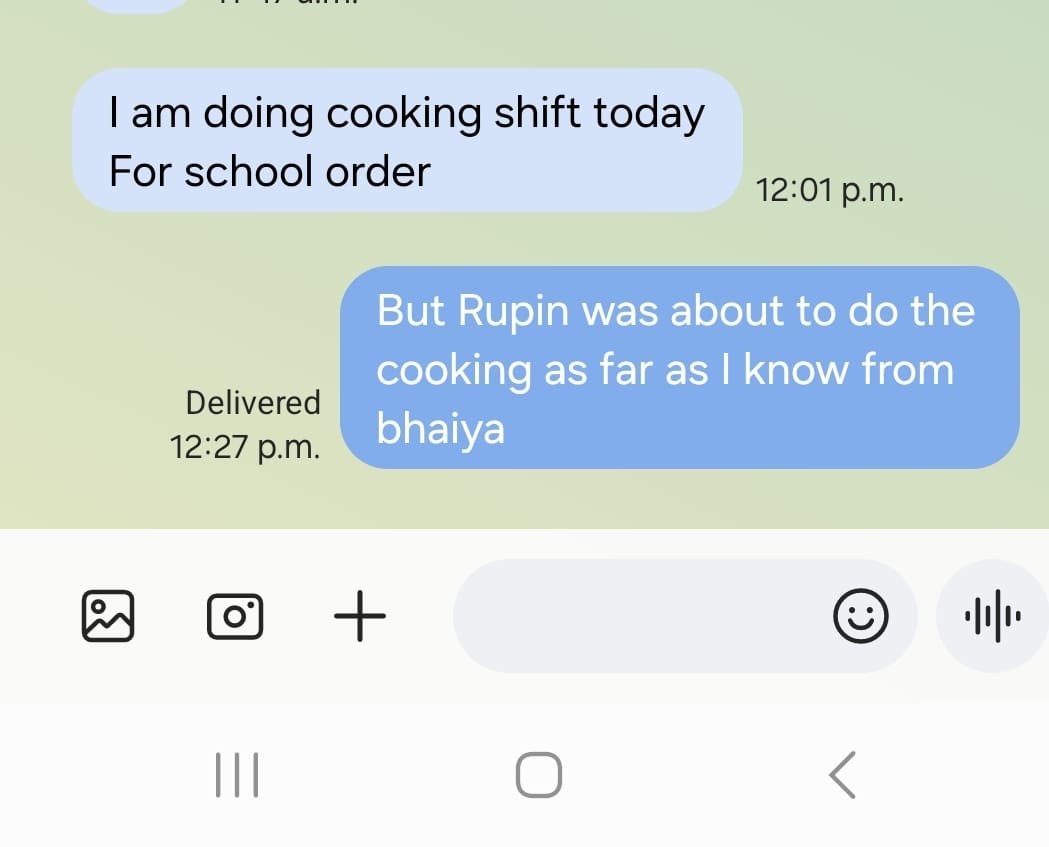 I am doing cooking shift today
For school order
12:01 p.m.
But Rupin was about to do the
cooking as far as I know from
bhaiya
Delivered
12:27 p.m.